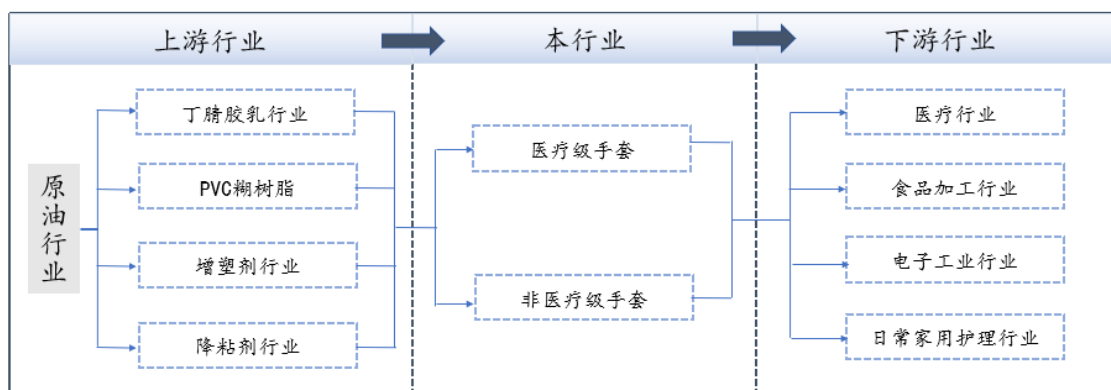 上游行业
本行业
下游行业
原油行业
丁腈胶乳行业
PVC糊树脂
增塑剂行业
降粘剂行业
医疗级手套
非医疗级手套
医疗行业
食品加工行业
电子工业行业
日常家用护理行业